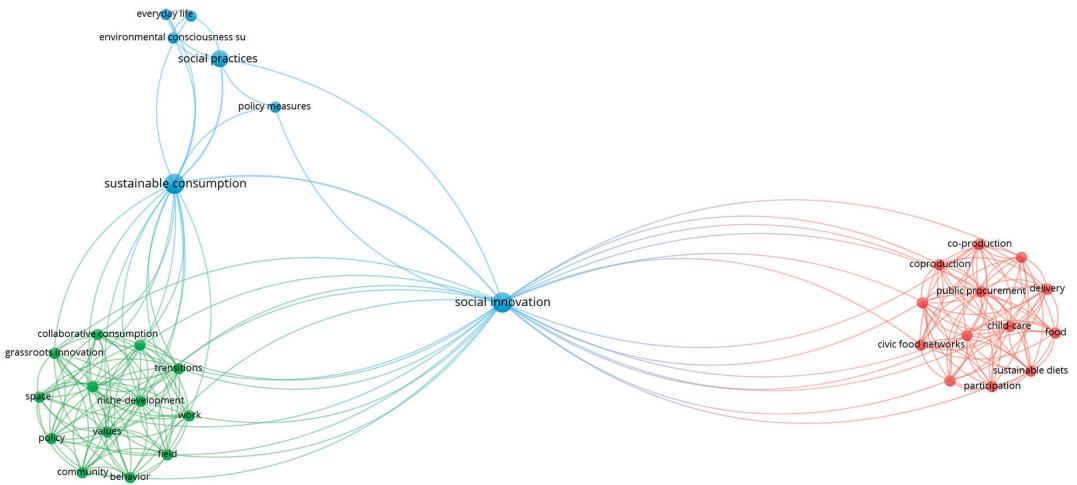 everyday life
environmental consciousness su
social practices
policy measures
sustainable consumption
social innovation
co-production
coproduction
public procurement
delivery
child-care
food
civic food networks
sustainable diets
participation
collaborative consumption
grassroots innovation
transitions
space
niche-development
work
policy
values
field
community
behavior